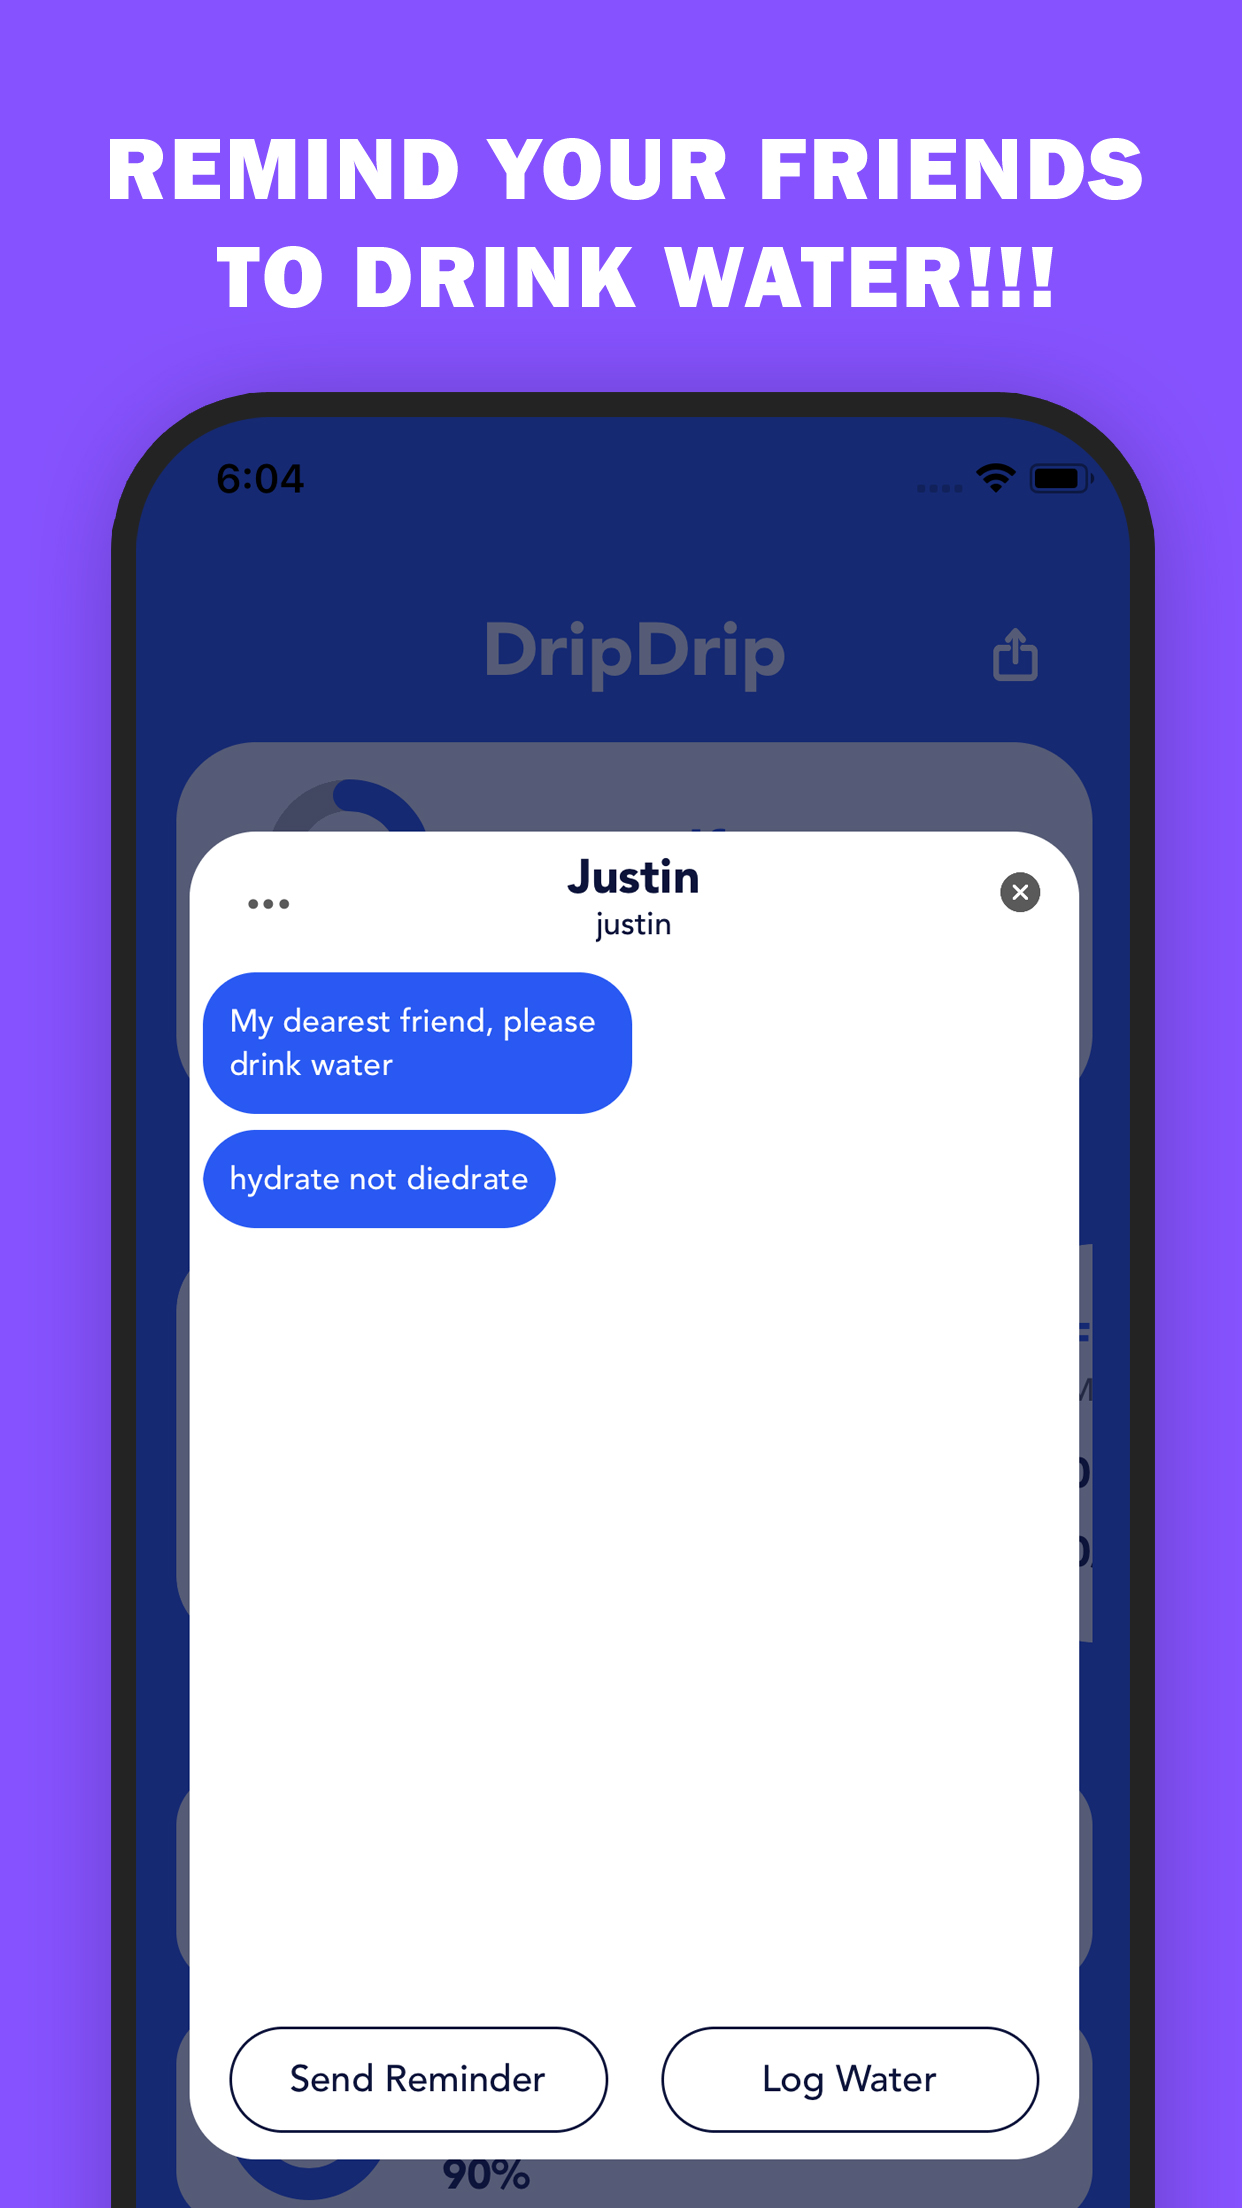 REMIND YOUR FRIENDS
TO DRINK WATER!!!
6:04
DripDrip
Justin
justin
My dearest friend, please
drink water
hydrate not diedrate
Send Reminder
Log Water
90%